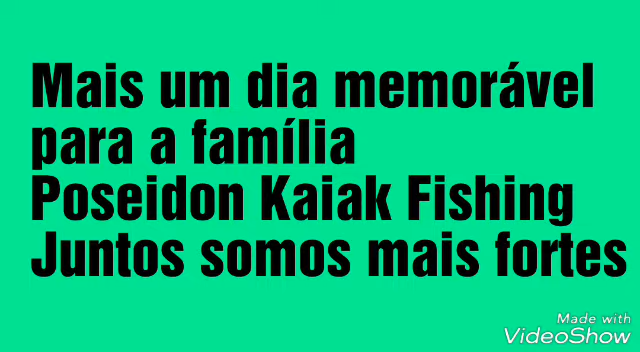 Mais um dia memorável
para a família
Poseidon Kaiak Fishing
Juntos somos mais fortes
Made with
VideoShow